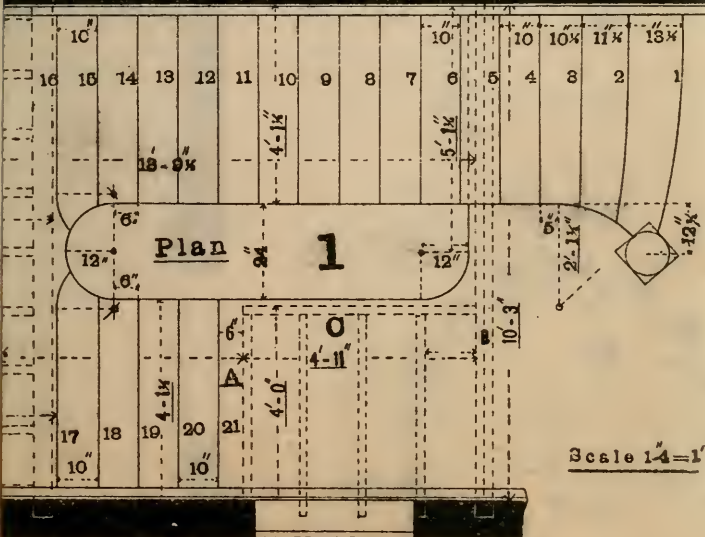 10" 10" 10 10¼" 11¼" 13¼"
16 15 14 13 12 11 10 9 8 7 6 5 4 3 2 1
4'-1¼" 5'-1¼"
13'-9¼"
6" 5"
Plan 1 24" 2'-1¼" 12½"
12" 12"
6"
6" C B 10'-3"
A 4'-11"
4'-1¼ 4'-0"
17 18 19 20 21
10" 10"
Scale 1"4=1'